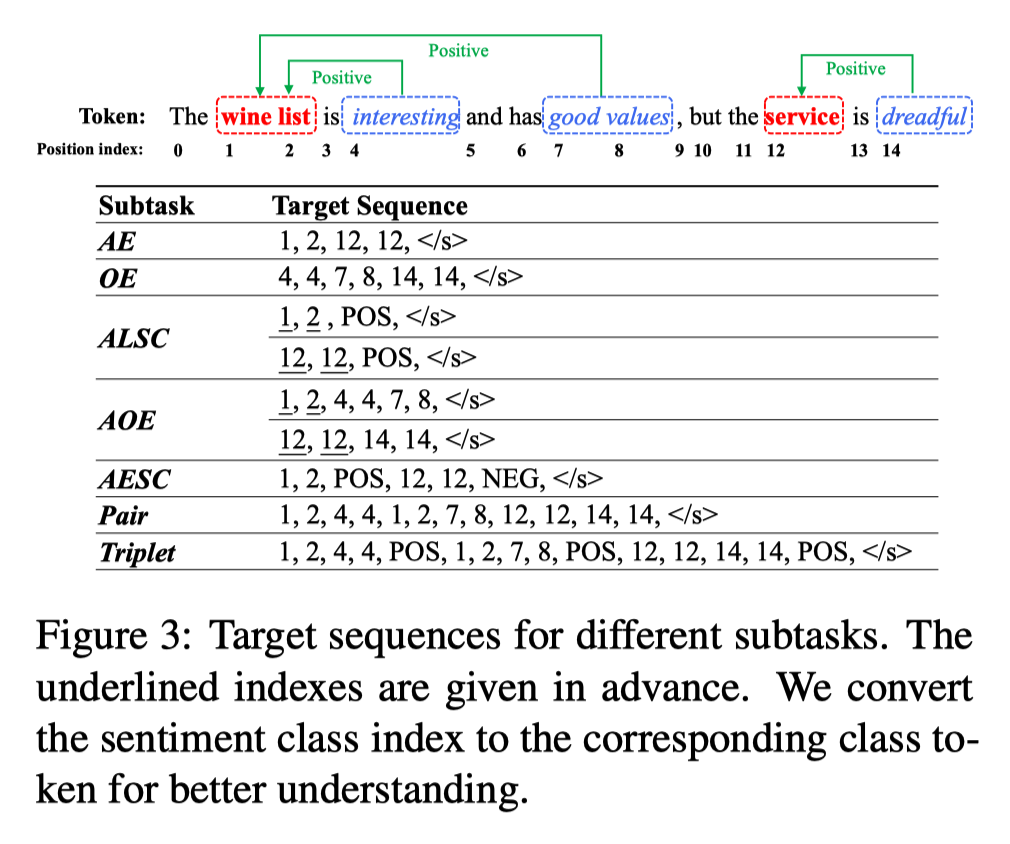 Positive
Positive
Positive
Token: The wine list is interesting and has good values , but the service is dreadful
Position index: 0 1 2 3 4 5 6 7 8 9 10 11 12 13 14
Subtask Target Sequence
AE 1, 2, 12, 12, </s>
OE 4, 4, 7, 8, 14, 14, </s>
ALSC
1, 2 , POS, </s>
12, 12, POS, </s>
AOE
1, 2, 4, 4, 7, 8, </s>
12, 12, 14, 14, </s>
AESC 1, 2, POS, 12, 12, NEG, </s>
Pair 1, 2, 4, 4, 1, 2, 7, 8, 12, 12, 14, 14, </s>
Triplet 1, 2, 4, 4, POS, 1, 2, 7, 8, POS, 12, 12, 14, 14, POS, </s>
Figure 3: Target sequences for different subtasks. The
underlined indexes are given in advance. We convert
the sentiment class index to the corresponding class to-
ken for better understanding.